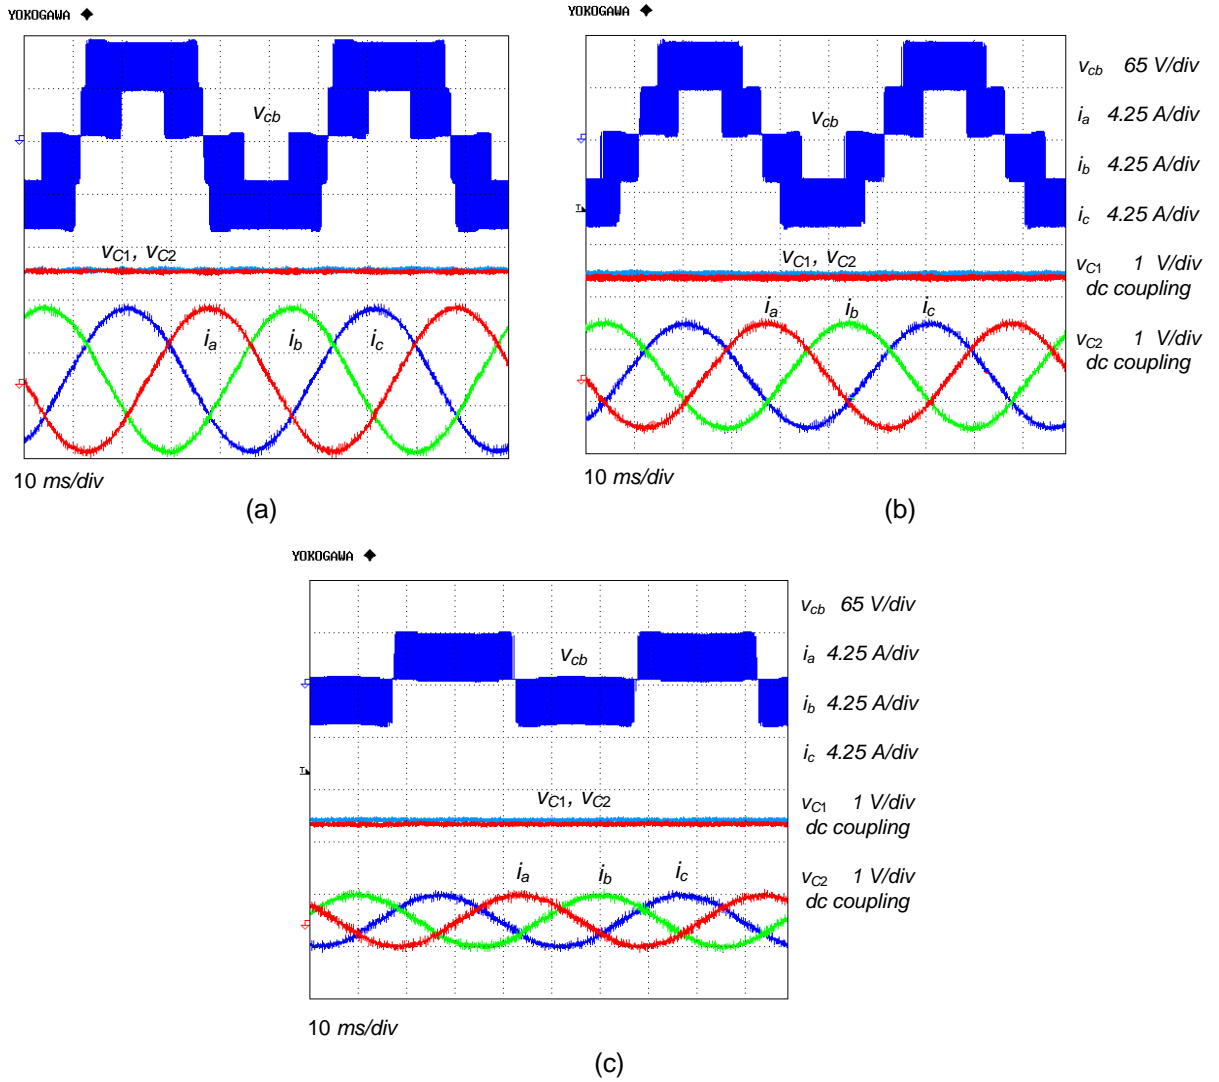 YOKOGAWA ◆
v_cb
v_C1, v_C2
i_a i_b i_c
10 ms/div
(a)
YOKOGAWA ◆
v_cb
T
v_C1, v_C2
i_a i_b i_c
10 ms/div
(b)
v_cb 65 V/div
i_a 4.25 A/div
i_b 4.25 A/div
i_c 4.25 A/div
v_C1 1 V/div
dc coupling
v_C2 1 V/div
dc coupling
YOKOGAWA ◆
v_cb
T
v_C1, v_C2
i_a i_b i_c
10 ms/div
(c)
v_cb 65 V/div
i_a 4.25 A/div
i_b 4.25 A/div
i_c 4.25 A/div
v_C1 1 V/div
dc coupling
v_C2 1 V/div
dc coupling